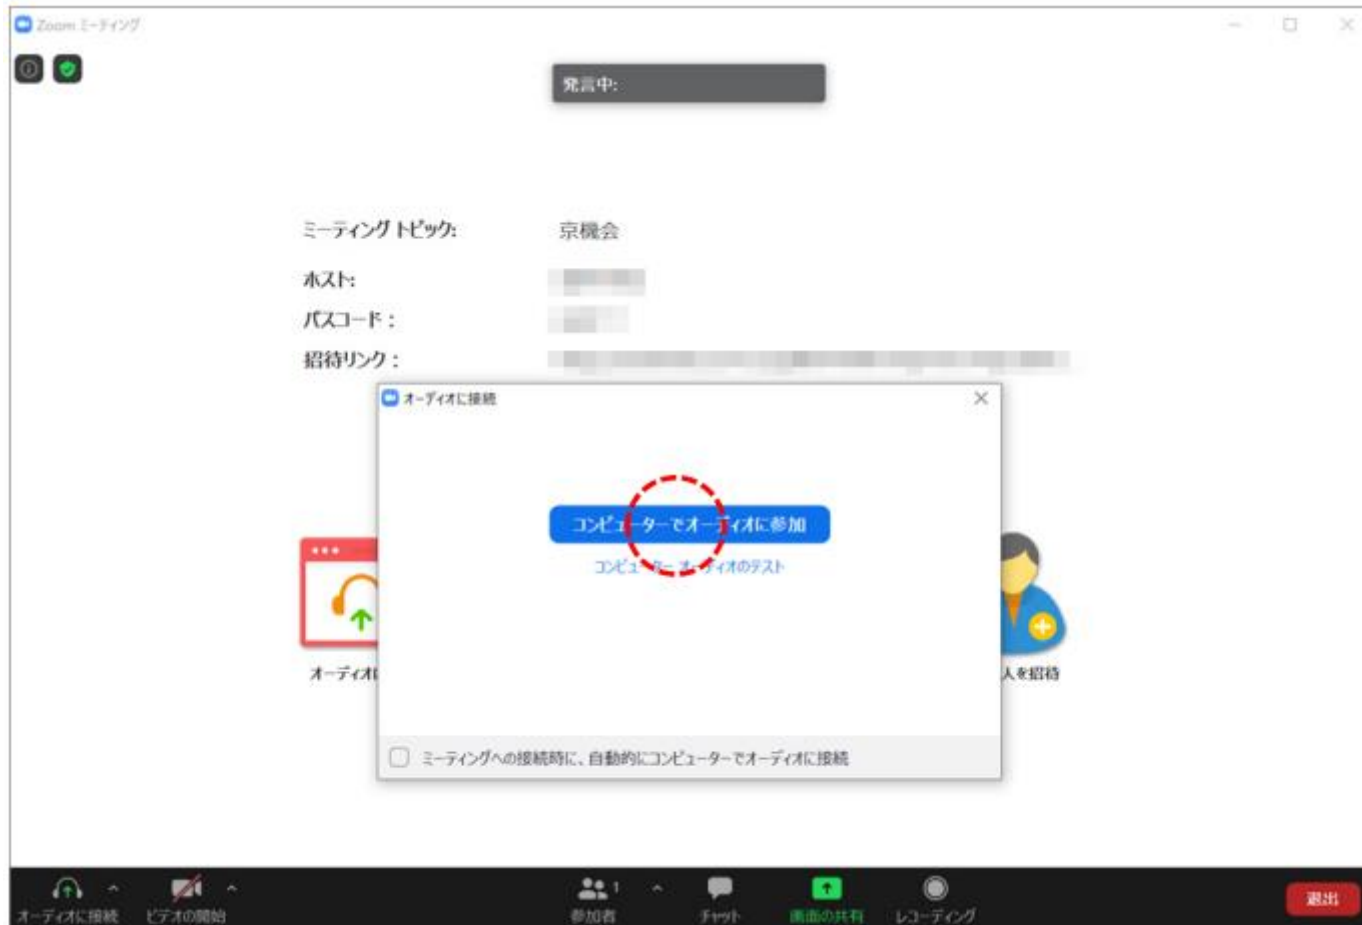 Zoom ミーティング
発言中:
ミーティング トピック: 京機会
ホスト:
パスコード：
招待リンク：
オーディオに接続
コンピューターでオーディオに参加
コンピューター オーディオのテスト
オーディオに
人を招待
ミーティングへの接続時に、自動的にコンピューターでオーディオに接続
オーディオに接続 ビデオの開始 参加者 1 チャット 画面の共有 レコーディング 退出